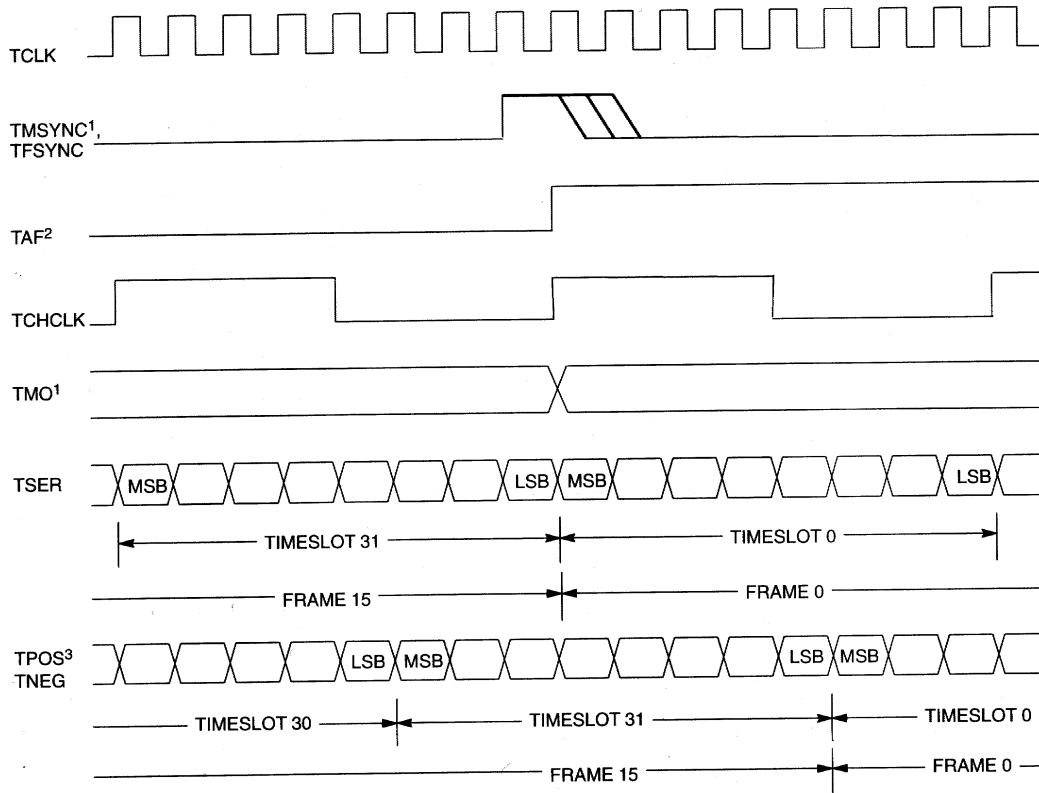 TCLK
TMSYNC1,
TFSYNC
TAF2
TCHCLK
TMO1
TSER MSB LSB MSB LSB
TIMESLOT 31 TIMESLOT 0
FRAME 15 FRAME 0
TPOS3 LSB MSB LSB MSB
TNEG
TIMESLOT 30 TIMESLOT 31 TIMESLOT 0
FRAME 15 FRAME 0